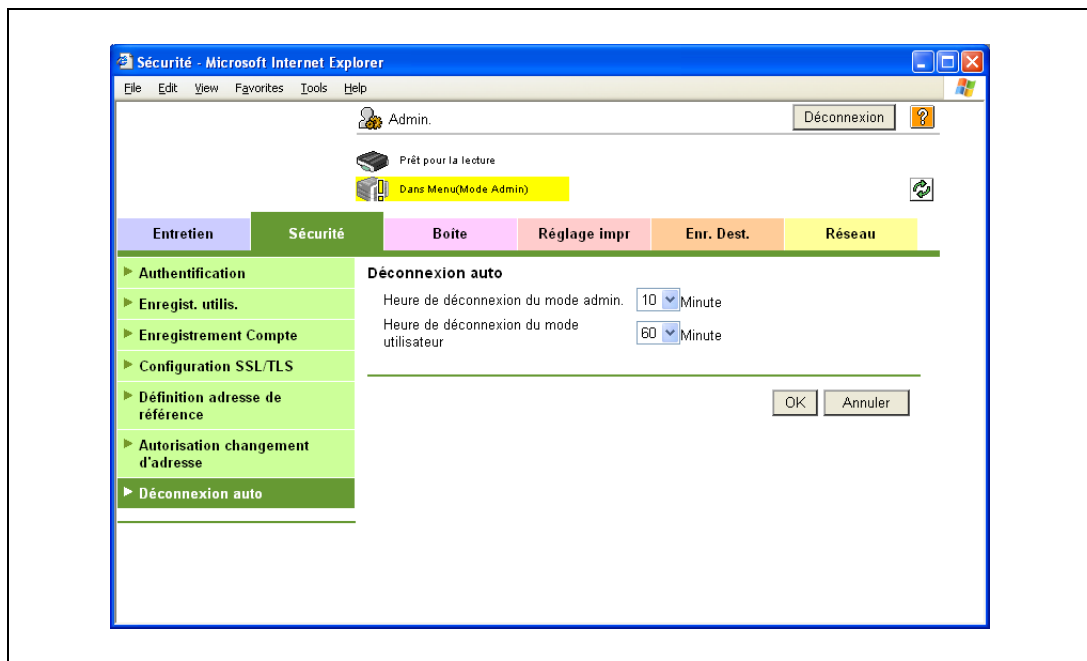 Sécurité - Microsoft Internet Explorer
File Edit View Favorites Tools Help
Admin.
Déconnexion
?
Prêt pour la lecture
Dans Menu(Mode Admin)
Entretien
Sécurité
Boîte
Réglage impr
Enr. Dest.
Réseau
Authentification
Enregist. utilis.
Enregistrement Compte
Configuration SSL/TLS
Définition adresse de
référence
Autorisation changement
d'adresse
Déconnexion auto
Déconnexion auto
Heure de déconnexion du mode admin. 10 Minute
Heure de déconnexion du mode
utilisateur 60 Minute
OK Annuler